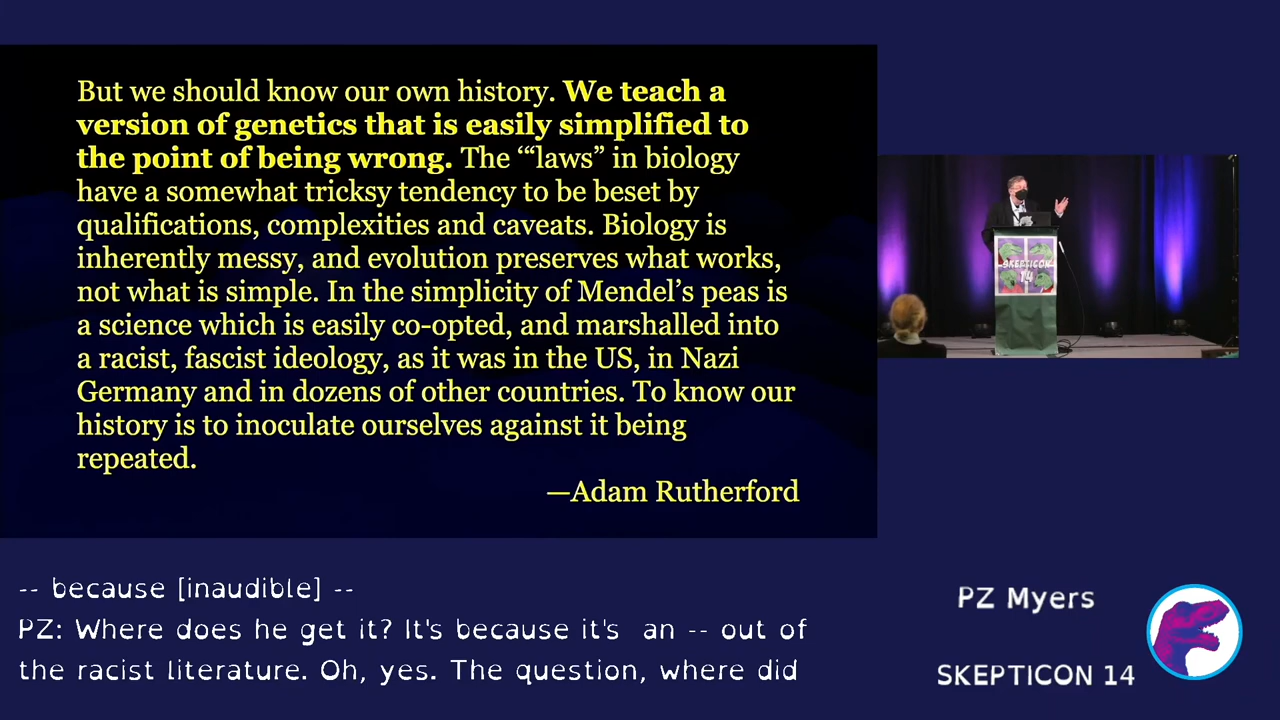 But we should know our own history. We teach a
version of genetics that is easily simplified to
the point of being wrong. The ‘“laws” in biology
have a somewhat tricksy tendency to be beset by
qualifications, complexities and caveats. Biology is
inherently messy, and evolution preserves what works,
not what is simple. In the simplicity of Mendel’s peas is
a science which is easily co-opted, and marshalled into
a racist, fascist ideology, as it was in the US, in Nazi
Germany and in dozens of other countries. To know our
history is to inoculate ourselves against it being
repeated.
—Adam Rutherford
SKEPTICON
14
-- because [inaudible] --
PZ: Where does he get it? It's because it's  an -- out of
the racist literature. Oh, yes. The question, where did
PZ Myers
SKEPTICON 14